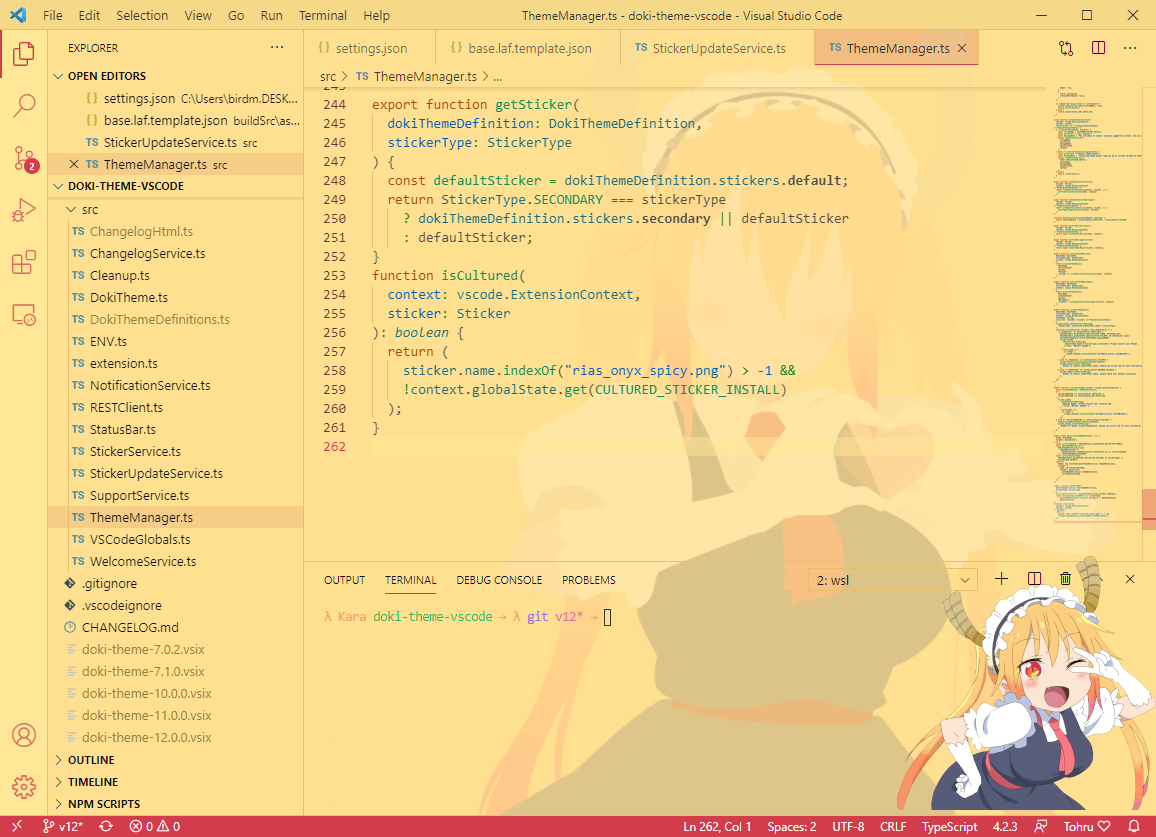 File Edit Selection View Go Run Terminal Help ThemeManager.ts - doki-theme-vscode - Visual Studio Code
EXPLORER ...
OPEN EDITORS
{} settings.json C:\Users\birdm.DESK...
{} base.laf.template.json buildSrc\as...
TS StickerUpdateService.ts src
TS ThemeManager.ts src
2
DOKI-THEME-VSCODE
src
TS ChangelogHtml.ts
TS ChangelogService.ts
TS Cleanup.ts
TS DokiTheme.ts
TS DokiThemeDefinitions.ts
TS ENV.ts
TS extension.ts
TS NotificationService.ts
TS RESTClient.ts
TS StatusBar.ts
TS StickerService.ts
TS StickerUpdateService.ts
TS SupportService.ts
TS ThemeManager.ts
TS VSCodeGlobals.ts
TS WelcomeService.ts
.gitignore
.vscodeignore
CHANGELOG.md
doki-theme-7.0.2.vsix
doki-theme-7.1.0.vsix
doki-theme-10.0.0.vsix
doki-theme-11.0.0.vsix
doki-theme-12.0.0.vsix
OUTLINE
TIMELINE
NPM SCRIPTS
{} settings.json {} base.laf.template.json TS StickerUpdateService.ts TS ThemeManager.ts
src > TS ThemeManager.ts > ...
243
244 export function getSticker(
245 dokiThemeDefinition: DokiThemeDefinition,
246 stickerType: StickerType
247 ) {
248 const defaultSticker = dokiThemeDefinition.stickers.default;
249 return StickerType.SECONDARY === stickerType
250 ? dokiThemeDefinition.stickers.secondary || defaultSticker
251 : defaultSticker;
252 }
253 function isCultured(
254 context: vscode.ExtensionContext,
255 sticker: Sticker
256 ): boolean {
257 return (
258 sticker.name.indexOf("rias_onyx_spicy.png") > -1 &&
259 !context.globalState.get(CULTURED_STICKER_INSTALL)
260 );
261 }
262
OUTPUT TERMINAL DEBUG CONSOLE PROBLEMS 2: wsl
λ Kara doki-theme-vscode → λ git v12* →
v12* 0 0 Ln 262, Col 1 Spaces: 2 UTF-8 CRLF TypeScript 4.2.3 Tohru ♡